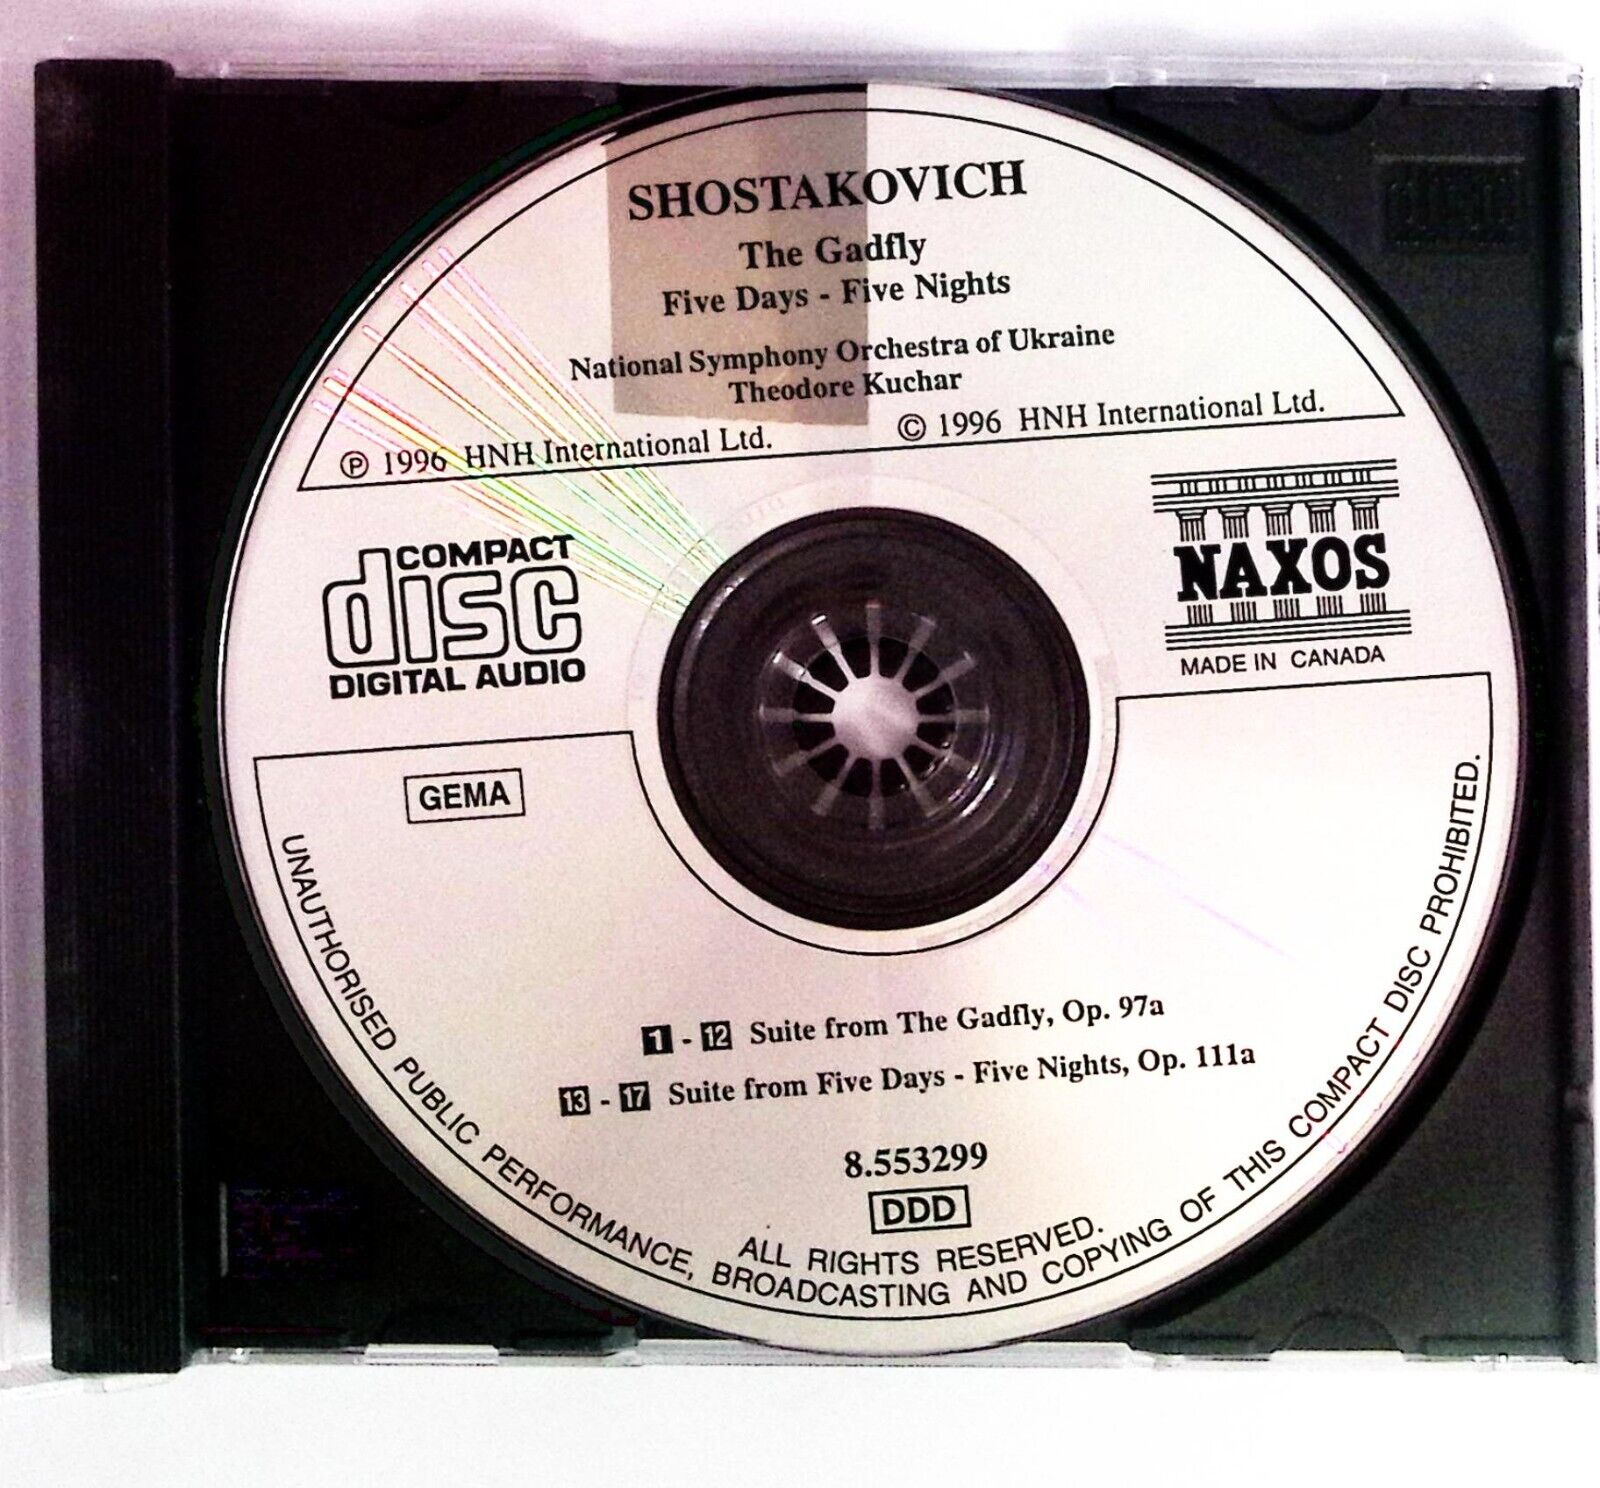 SHOSTAKOVICH
The Gadfly
Five Days - Five Nights
National Symphony Orchestra of Ukraine
Theodore Kuchar
℗ 1996 HNH International Ltd.
© 1996 HNH International Ltd.
COMPACT
disc
DIGITAL AUDIO
NAXOS
MADE IN CANADA
GEMA
1 - 12 Suite from The Gadfly, Op. 97a
13 - 17 Suite from Five Days - Five Nights, Op. 111a
8.553299
DDD
ALL RIGHTS RESERVED.
UNAUTHORISED PUBLIC PERFORMANCE, BROADCASTING AND COPYING OF THIS COMPACT DISC PROHIBITED.